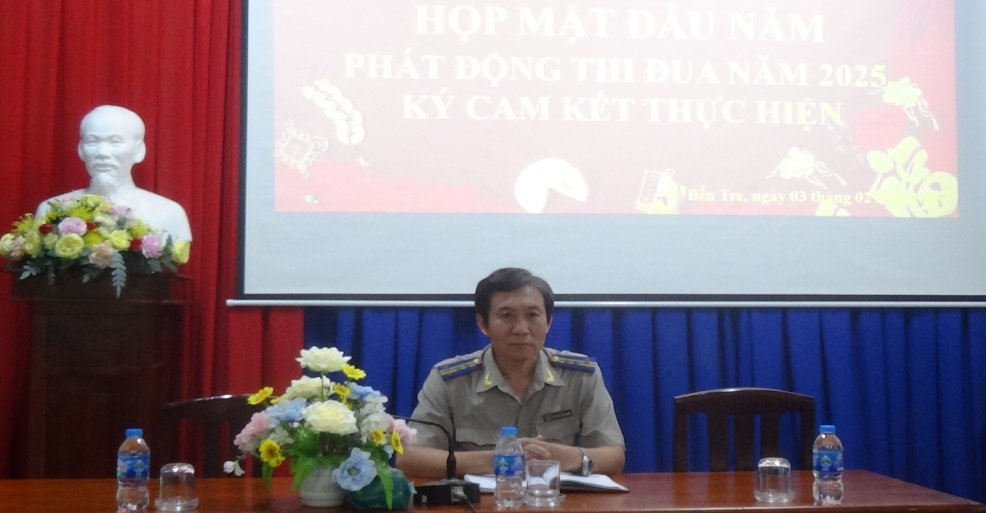 HỌP MẶT ĐẦU NĂM
PHÁT ĐỘNG THI ĐUA NĂM 2025
KÝ CAM KẾT THỰC HIỆN
Bến Tre, ngày 03 tháng 02